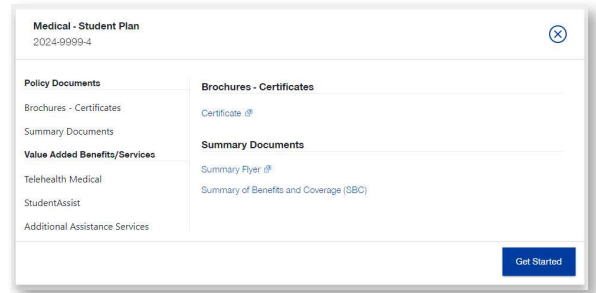 Medical - Student Plan
2024-9999-4
Policy Documents
Brochures - Certificates
Summary Documents
Value Added Benefits/Services
Telehealth Medical
StudentAssist
Additional Assistance Services
Brochures - Certificates
Certificate
Summary Documents
Summary Flyer
Summary of Benefits and Coverage (SBC)
Get Started